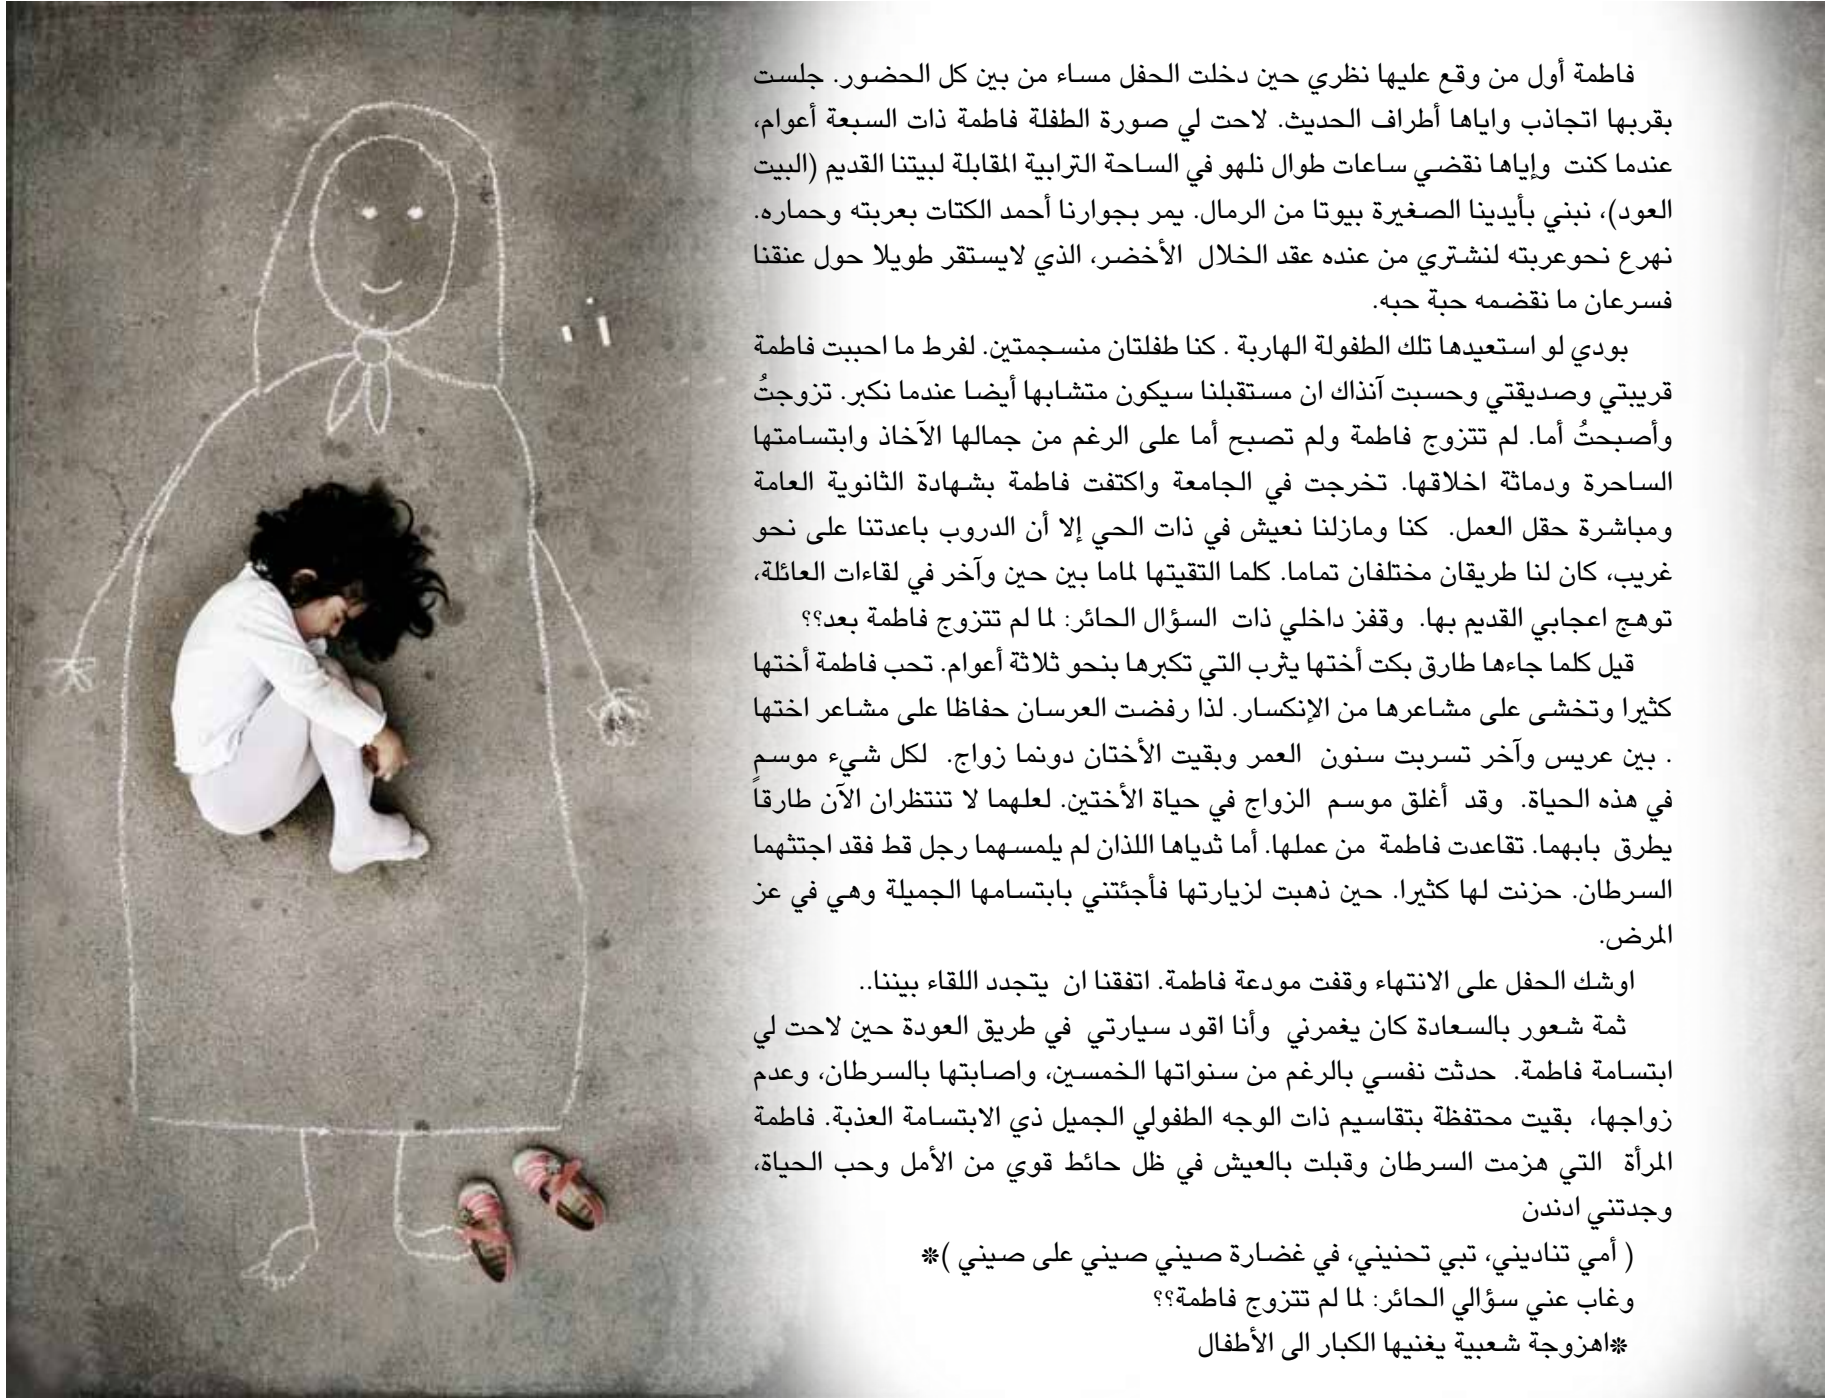 فاطمة أول من وقع عليها نظري حين دخلت الحفل مساء من بين كل الحضور. جلست
بقربها اتجاذب واياها أطراف الحديث. لاحت لي صورة الطفلة فاطمة ذات السبعة أعوام،
عندما كنت وإياها نقضي ساعات طوال نلهو في الساحة الترابية المقابلة لبيتنا القديم (البيت
العود)، نبني بأيدينا الصغيرة بيوتا من الرمال. يمر بجوارنا أحمد الكتات بعربته وحماره.
نهرع نحوعربته لنشتري من عنده عقد الخلال الأخضر، الذي لايستقر طويلا حول عنقنا
فسرعان ما نقضمه حبة حبه.
بودي لو استعيدها تلك الطفولة الهاربة . كنا طفلتان منسجمتين. لفرط ما احببت فاطمة
قريبتي وصديقتي وحسبت آنذاك ان مستقبلنا سيكون متشابها أيضا عندما نكبر. تزوجتُ
وأصبحتُ أما. لم تتزوج فاطمة ولم تصبح أما على الرغم من جمالها الآخاذ وابتسامتها
الساحرة ودماثة اخلاقها. تخرجت في الجامعة واكتفت فاطمة بشهادة الثانوية العامة
ومباشرة حقل العمل. كنا ومازلنا نعيش في ذات الحي إلا أن الدروب باعدتنا على نحو
غريب، كان لنا طريقان مختلفان تماما. كلما التقيتها لماما بين حين وآخر في لقاءات العائلة،
توهج اعجابي القديم بها. وقفز داخلي ذات السؤال الحائر: لما لم تتزوج فاطمة بعد؟؟
قيل كلما جاءها طارق بكت أختها يثرب التي تكبرها بنحو ثلاثة أعوام. تحب فاطمة أختها
كثيرا وتخشى على مشاعرها من الإنكسار. لذا رفضت العرسان حفاظا على مشاعر اختها
. بين عريس وآخر تسربت سنون العمر وبقيت الأختان دونما زواج. لكل شيء موسم
في هذه الحياة. وقد أغلق موسم الزواج في حياة الأختين. لعلهما لا تنتظران الآن طارقاً
يطرق بابهما. تقاعدت فاطمة من عملها. أما ثدياها اللذان لم يلمسهما رجل قط فقد اجتثهما
السرطان. حزنت لها كثيرا. حين ذهبت لزيارتها فأجئتني بابتسامها الجميلة وهي في عز
المرض.
اوشك الحفل على الانتهاء وقفت مودعة فاطمة. اتفقنا ان يتجدد اللقاء بيننا..
ثمة شعور بالسعادة كان يغمرني وأنا اقود سيارتي في طريق العودة حين لاحت لي
ابتسامة فاطمة. حدثت نفسي بالرغم من سنواتها الخمسين، واصابتها بالسرطان، وعدم
زواجها، بقيت محتفظة بتقاسيم ذات الوجه الطفولي الجميل ذي الابتسامة العذبة. فاطمة
المرأة التي هزمت السرطان وقبلت بالعيش في ظل حائط قوي من الأمل وحب الحياة،
وجدتني ادندن
( أمي تناديني، تبي تحنيني، في غضارة صيني صيني على صيني )*
وغاب عني سؤالي الحائر: لما لم تتزوج فاطمة؟؟
*اهزوجة شعبية يغنيها الكبار الى الأطفال